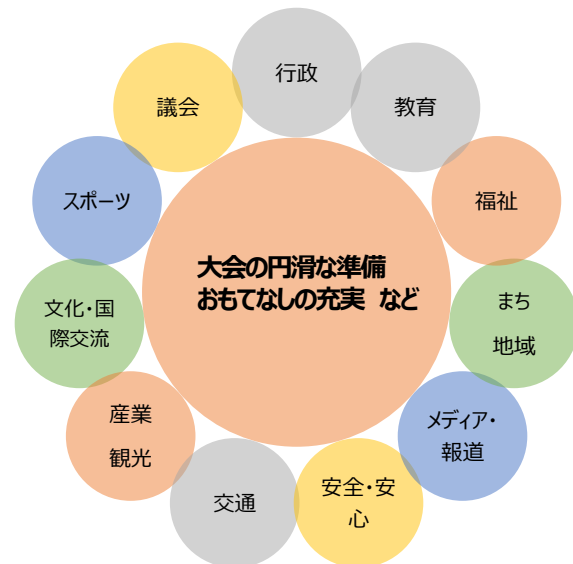 行政
教育
福祉
まち
地域
メディア・
報道
安全・安
心
交通
産業
観光
文化・国
際交流
スポーツ
議会
大会の円滑な準備
おもてなしの充実 など